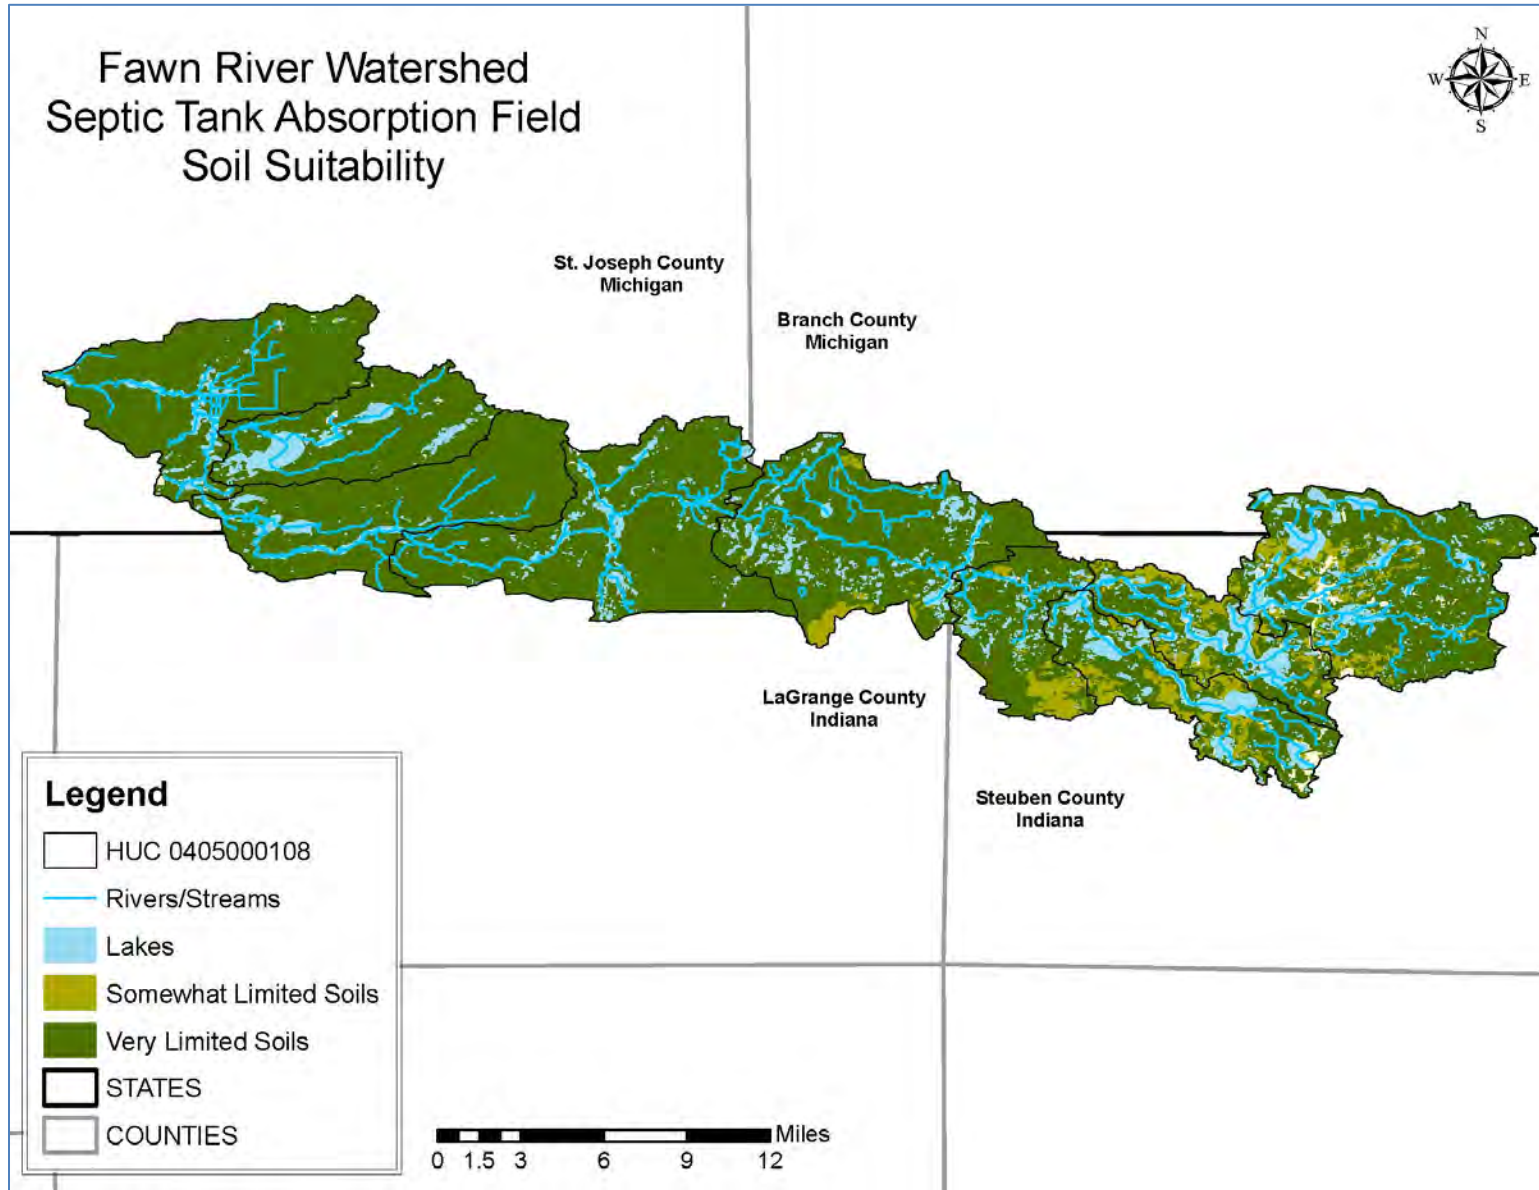 Fawn River Watershed
Septic Tank Absorption Field
Soil Suitability
N
W E
S
St. Joseph County
Michigan
Branch County
Michigan
LaGrange County
Indiana
Steuben County
Indiana
Legend
HUC 0405000108
Rivers/Streams
Lakes
Somewhat Limited Soils
Very Limited Soils
STATES
COUNTIES
Miles
0 1.5 3 6 9 12